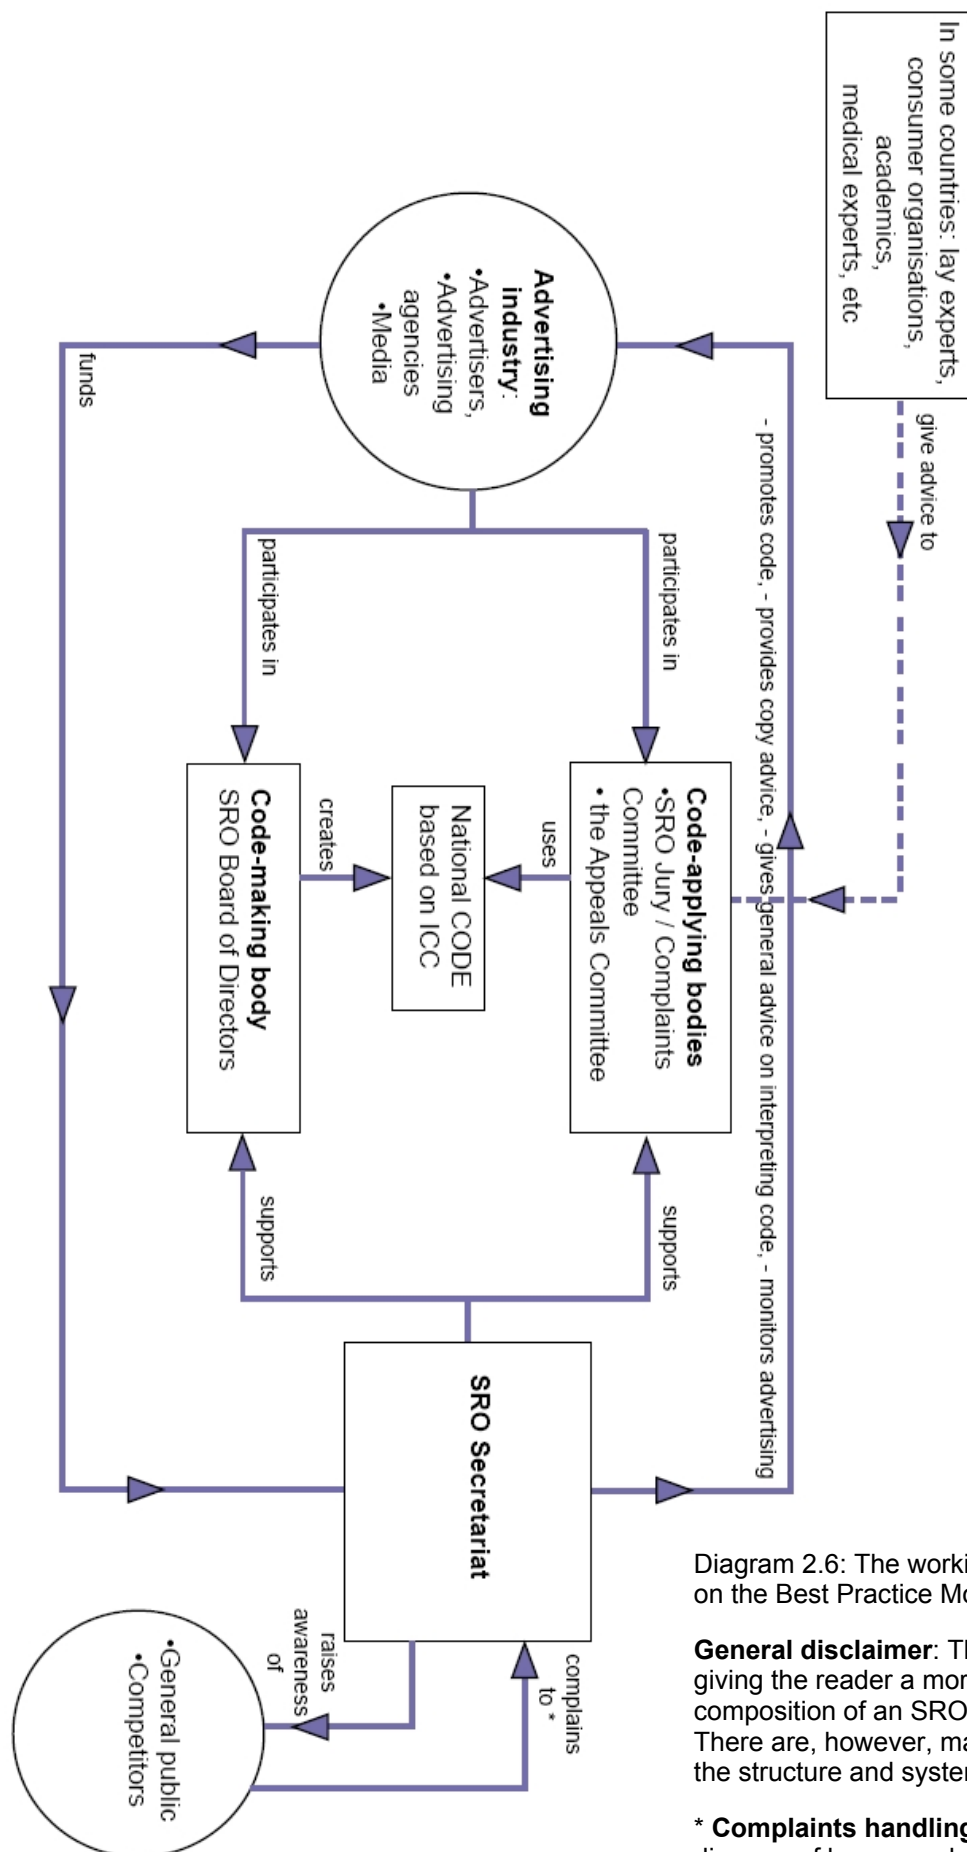 In some countries: lay experts,
consumer organisations,
academics,
medical experts, etc
give advice to
- promotes code, - provides copy advice, - gives general advice on interpreting code, - monitors advertising
Advertising
industry:
•Advertisers,
•Advertising
agencies
•Media
participates in
participates in
funds
Code-applying bodies
•SRO Jury / Complaints
Committee
• the Appeals Committee
uses
National CODE
based on ICC
creates
Code-making body
SRO Board of Directors
supports
supports
SRO Secretariat
complains
to *
raises
awareness
of
•General public
•Competitors
Diagram 2.6: The worki
on the Best Practice Mo
General disclaimer: Th
giving the reader a mor
composition of an SRO
There are, however, ma
the structure and system
* Complaints handling